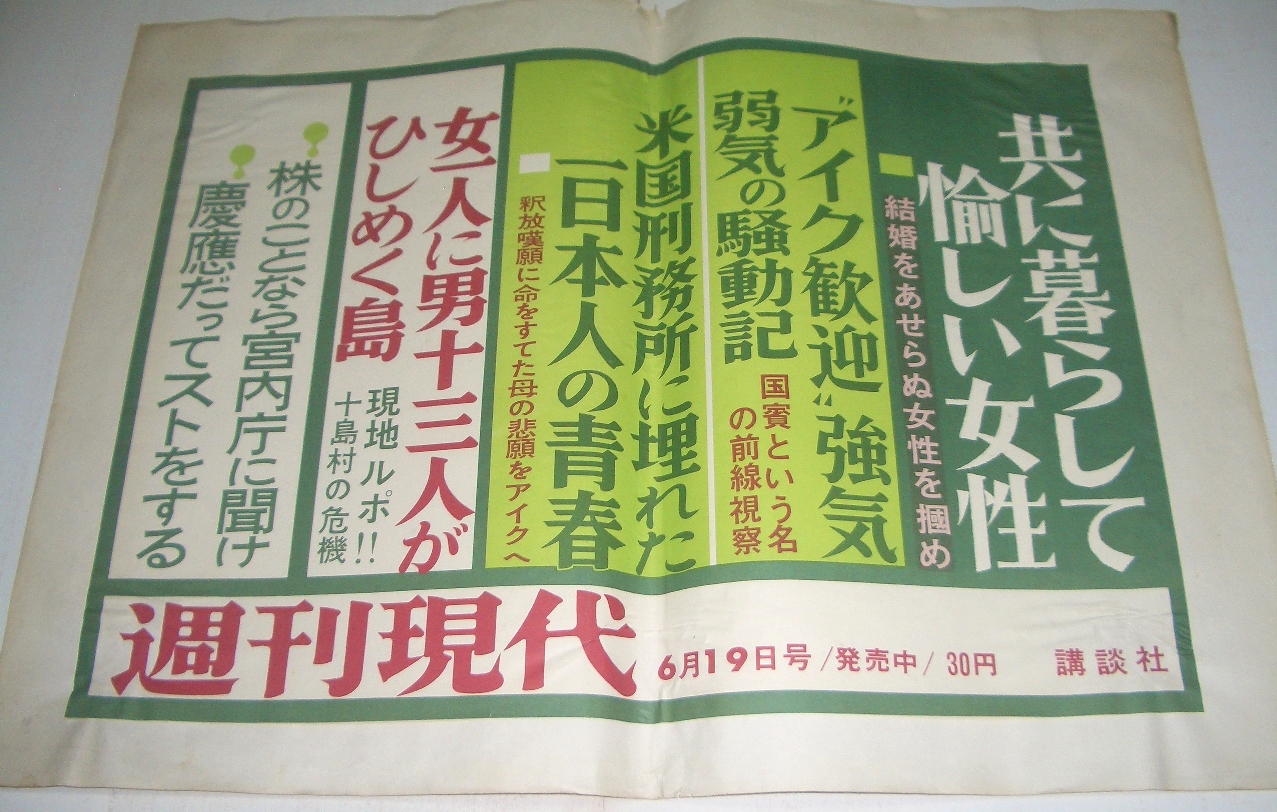 共に暮らして
愉しい女性
結婚をあせらぬ女性を摑め
〝アイク歓迎〟強気
弱気の騒動記
国賓という名
の前線視察
米国刑務所に埋れた
一日本人の青春
釈放嘆願に命をすてた母の悲願をアイクへ
女一人に男十三人が
ひしめく島
現地ルポ!!
十島村の危機
株のことなら宮内庁に聞け
慶應だってストをする
週刊現代 6月19日号/発売中/30円 講談社